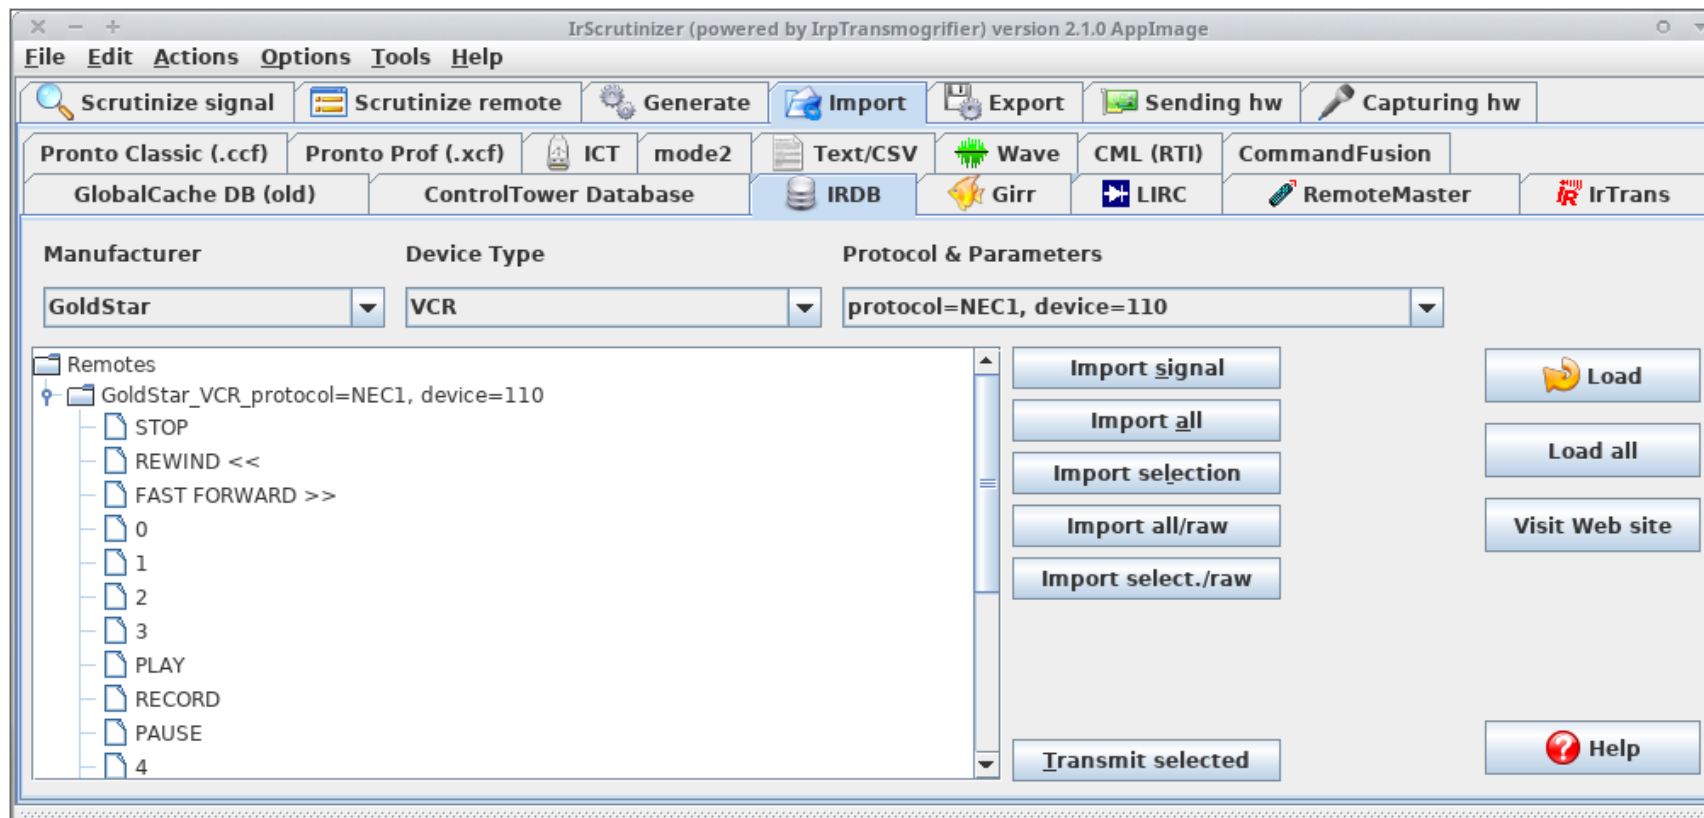 IrScrutinizer (powered by IrpTransmogrifier) version 2.1.0 AppImage
File Edit Actions Options Tools Help
Scrutinize signal Scrutinize remote Generate Import Export Sending hw Capturing hw
Pronto Classic (.ccf) Pronto Prof (.xcf) ICT mode2 Text/CSV Wave CML (RTI) CommandFusion
GlobalCache DB (old) ControlTower Database IRDB Girr LIRC RemoteMaster IrTrans
Manufacturer Device Type Protocol & Parameters
GoldStar VCR protocol=NEC1, device=110
Remotes
GoldStar_VCR_protocol=NEC1, device=110
STOP
REWIND <<
FAST FORWARD >>
0
1
2
3
PLAY
RECORD
PAUSE
4
Import signal
Import all
Import selection
Import all/raw
Import select./raw
Transmit selected
Load
Load all
Visit Web site
Help